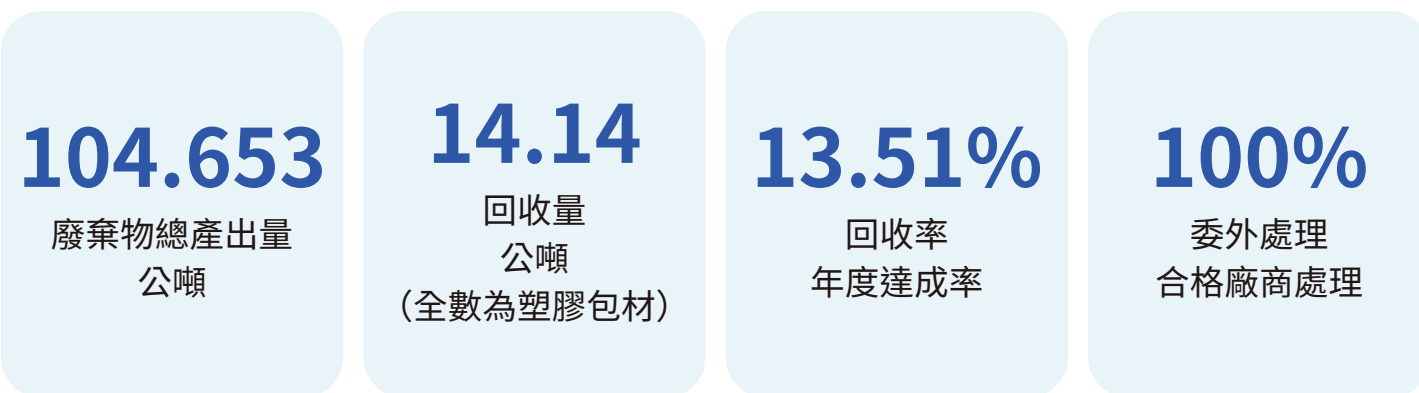 104.653
廢棄物總產出量
公噸
14.14
回收量
公噸
（全數為塑膠包材）
13.51%
回收率
年度達成率
100%
委外處理
合格廠商處理